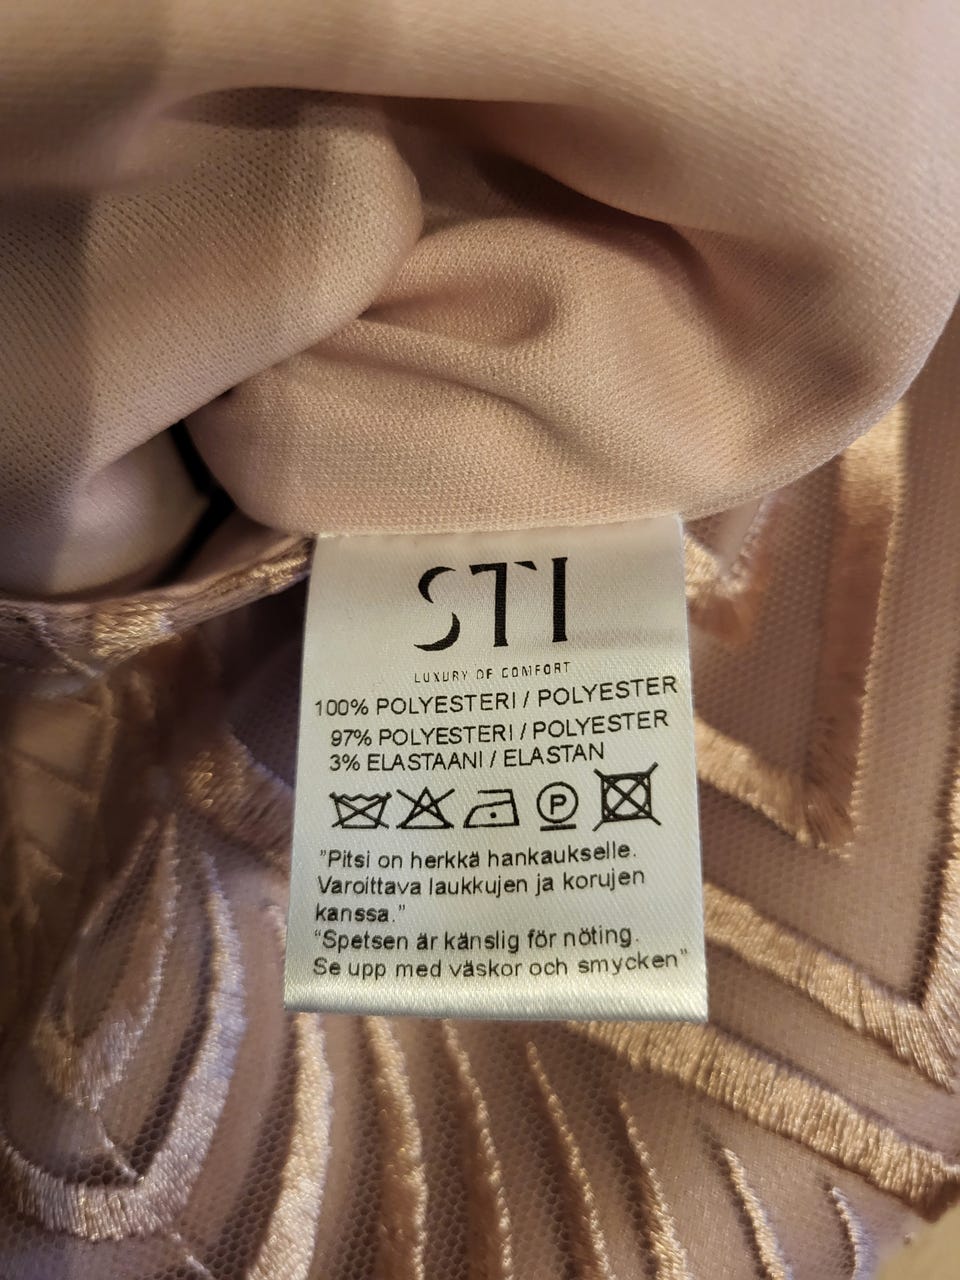 STI
LUXURY OF COMFORT
100% POLYESTERI / POLYESTER
97% POLYESTERI / POLYESTER
3% ELASTAANI / ELASTAN
P
"Pitsi on herkkä hankaukselle.
Varoittava laukkujen ja korujen
kanssa."
"Spetsen är känslig för nöting.
Se upp med väskor och smycken"